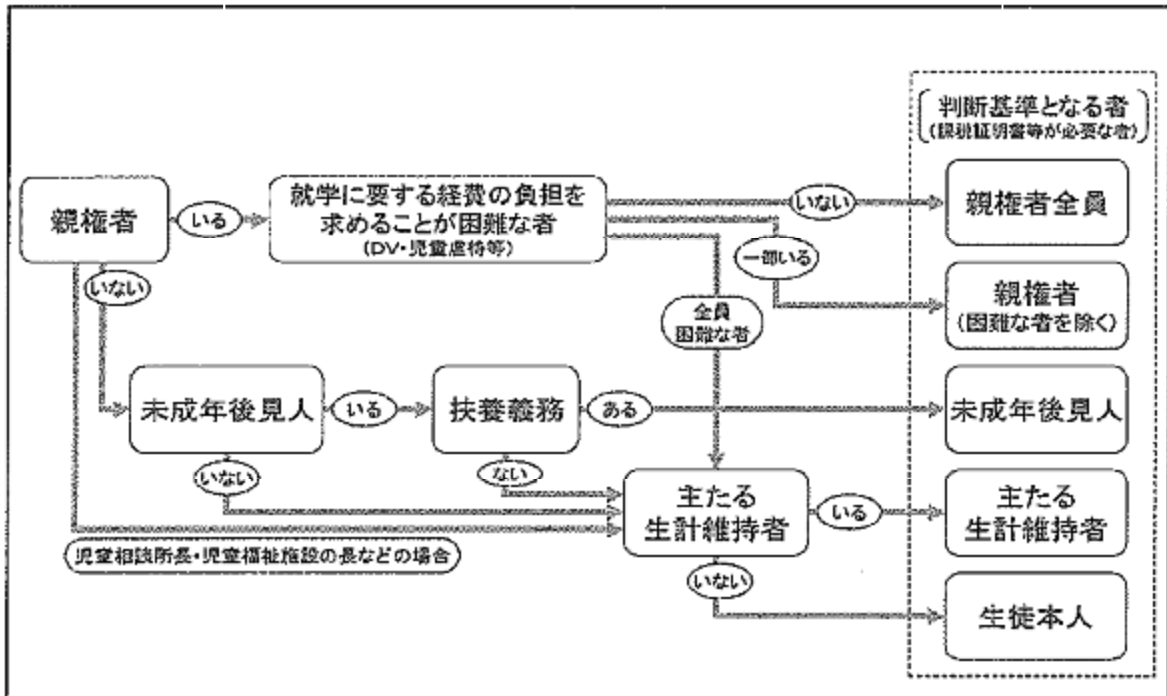 判断基準となる者
(課税証明書等が必要な者)
親権者
いる
就学に要する経費の負担を
求めることが困難な者
(DV・児童虐待等)
いない
親権者全員
いない
一部いる
親権者
(困難な者を除く)
全員
困難な者
未成年後見人
いる
扶養義務
ある
未成年後見人
いない
ない
主たる
生計維持者
いる
主たる
生計維持者
児童相談所長・児童福祉施設の長などの場合
いない
生徒本人